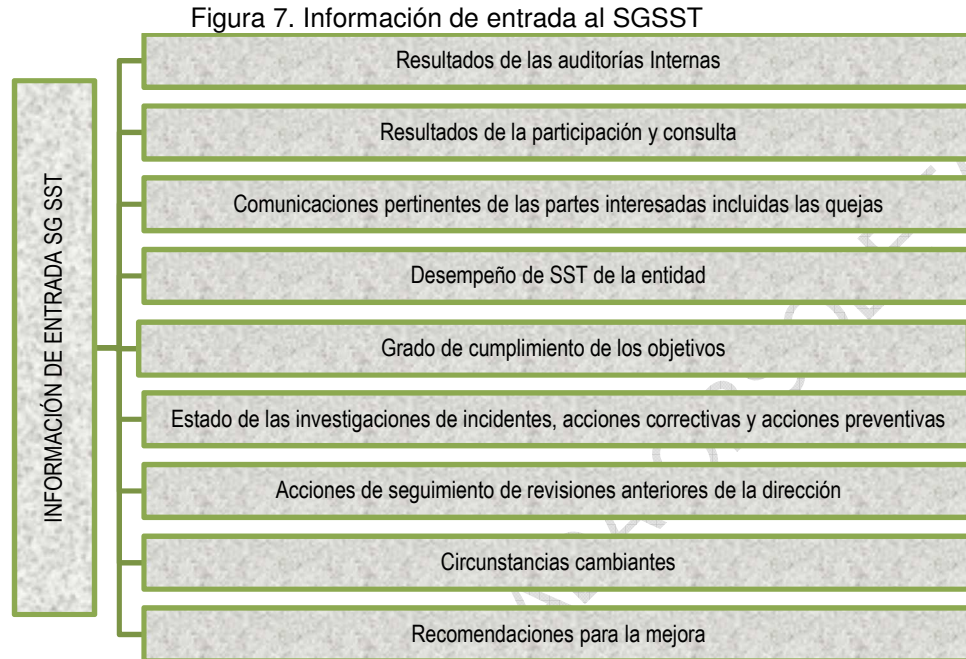 Figura 7. Información de entrada al SGSST
INFORMACIÓN DE ENTRADA SG SST
Resultados de las auditorías Internas
Resultados de la participación y consulta
Comunicaciones pertinentes de las partes interesadas incluidas las quejas
Desempeño de SST de la entidad
Grado de cumplimiento de los objetivos
Estado de las investigaciones de incidentes, acciones correctivas y acciones preventivas
Acciones de seguimiento de revisiones anteriores de la dirección
Circunstancias cambiantes
Recomendaciones para la mejora